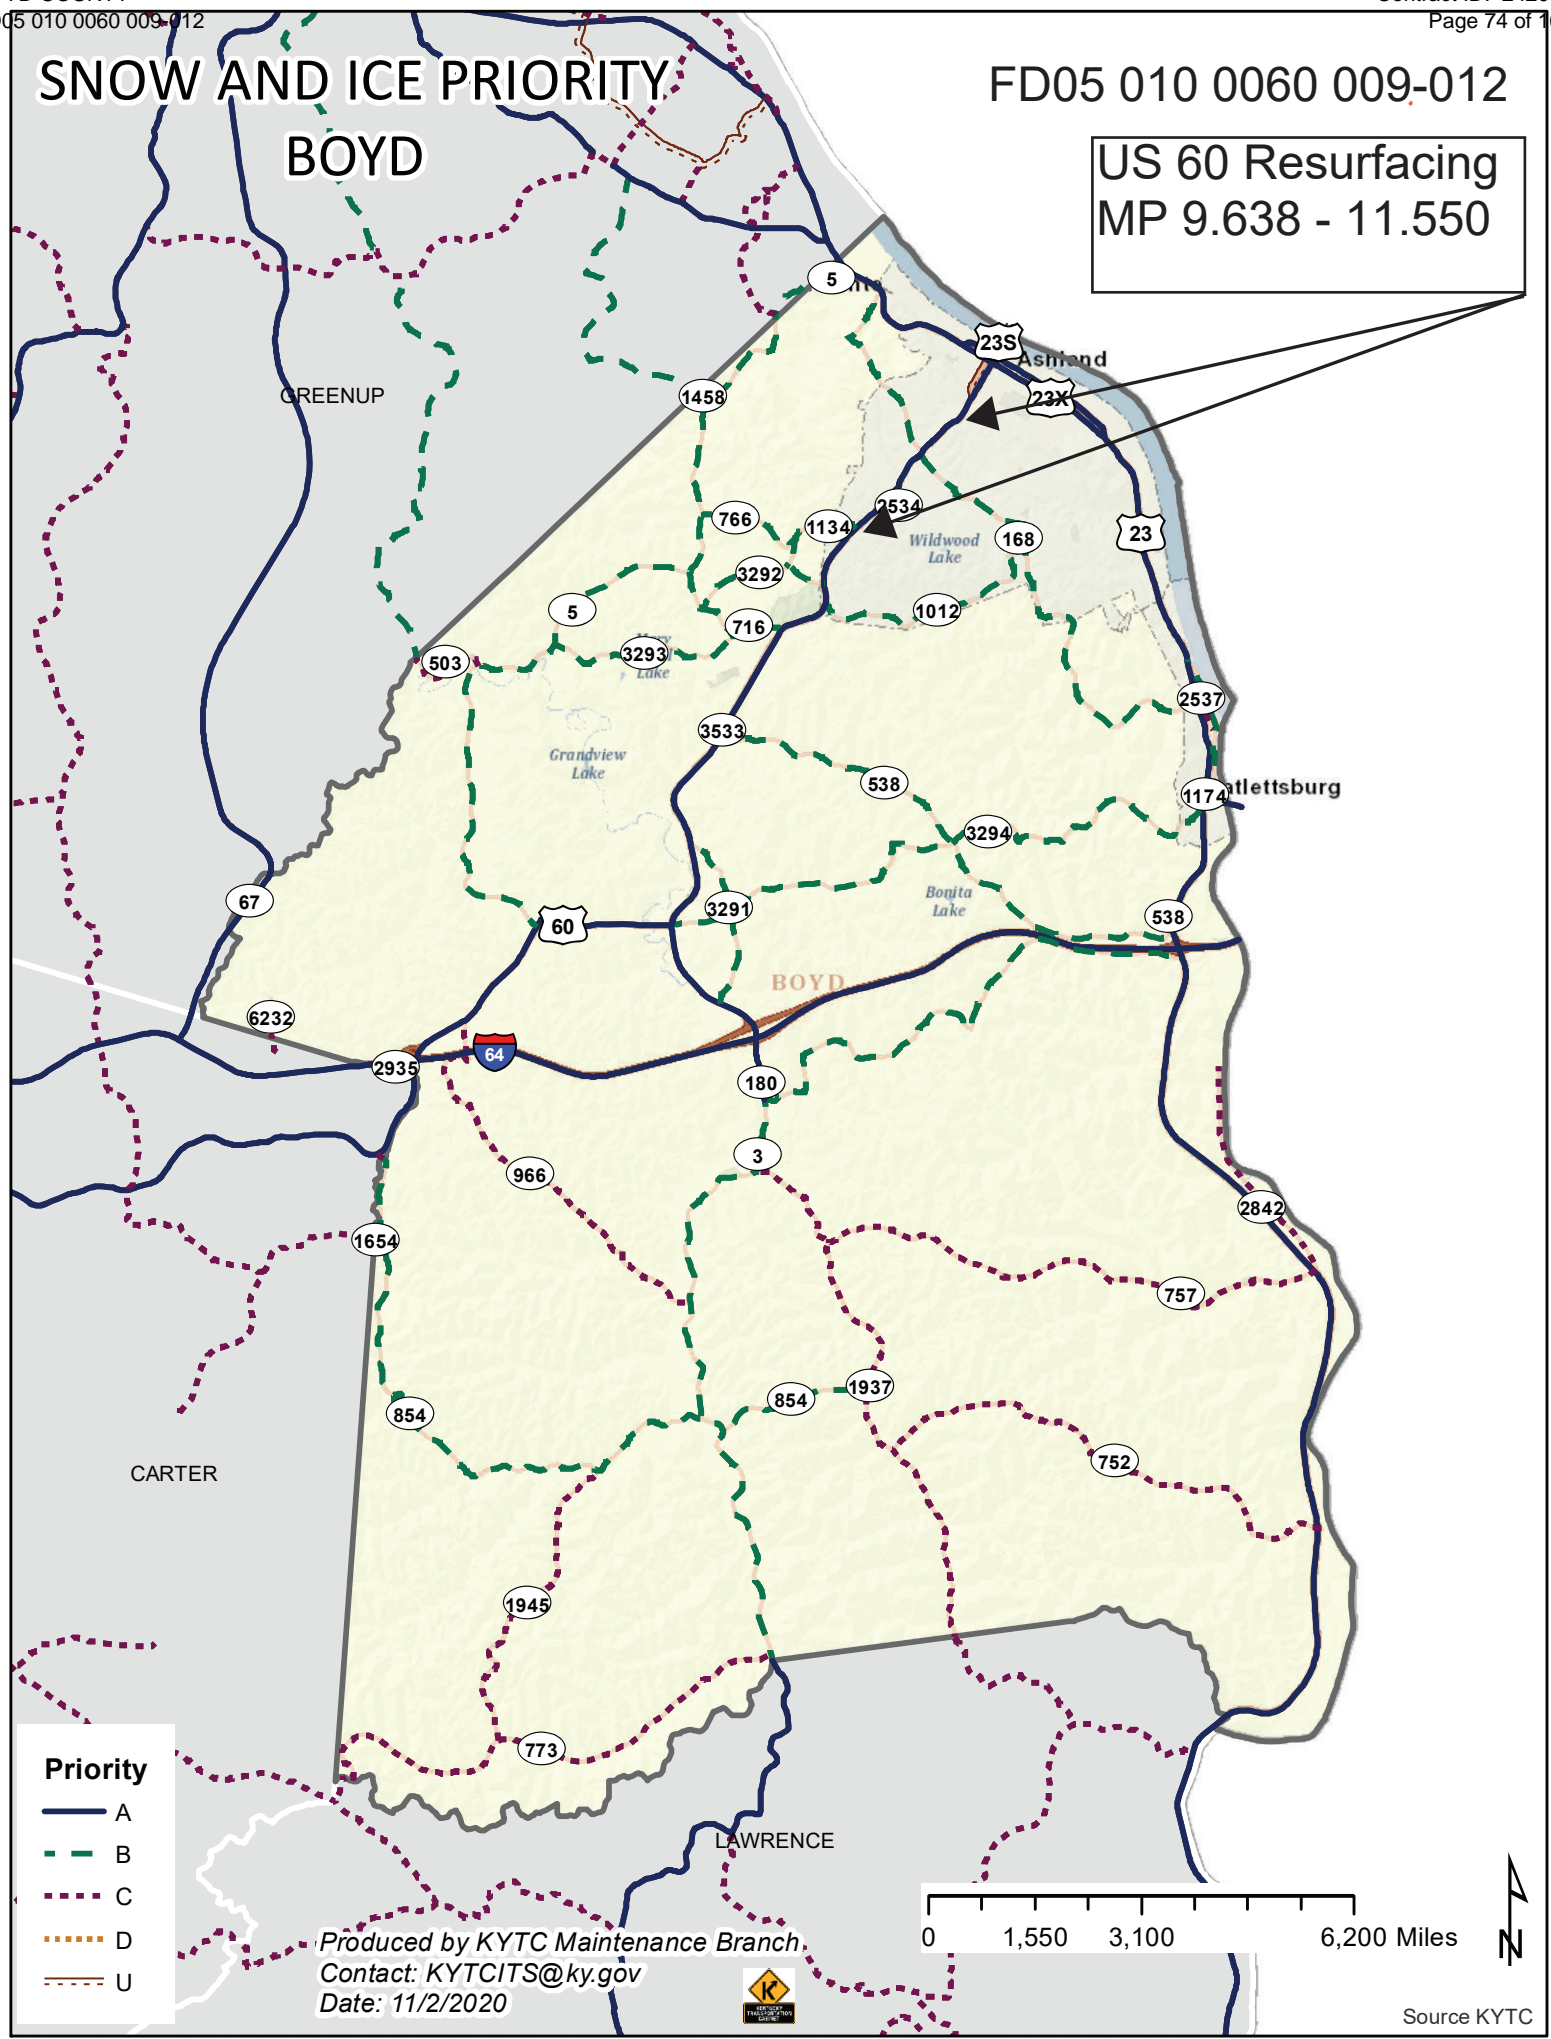 05 010 0060 009-012
Page 74 of 1
SNOW AND ICE PRIORITY
BOYD
FD05 010 0060 009-012
US 60 Resurfacing
MP 9.638 - 11.550
5
23S
Ashland
GREENUP
1458
23X
766
1134
2534
23
Wildwood
Lake
168
3292
5
1012
716
503
3293
Lake
2537
3533
Grandview
Lake
538
1174
atlettsburg
3294
67
Bonita
Lake
3291
60
538
BOYD
6232
64
2935
180
3
966
2842
1654
757
854
854
1937
752
CARTER
1945
773
Priority
A
B
C
D
U
LAWRENCE
0 1,550 3,100 6,200 Miles
N
Produced by KYTC Maintenance Branch
Contact: KYTCITS@ky.gov
Date: 11/2/2020
KENTUCKY
TRANSPORTATION
CABINET
Source KYTC